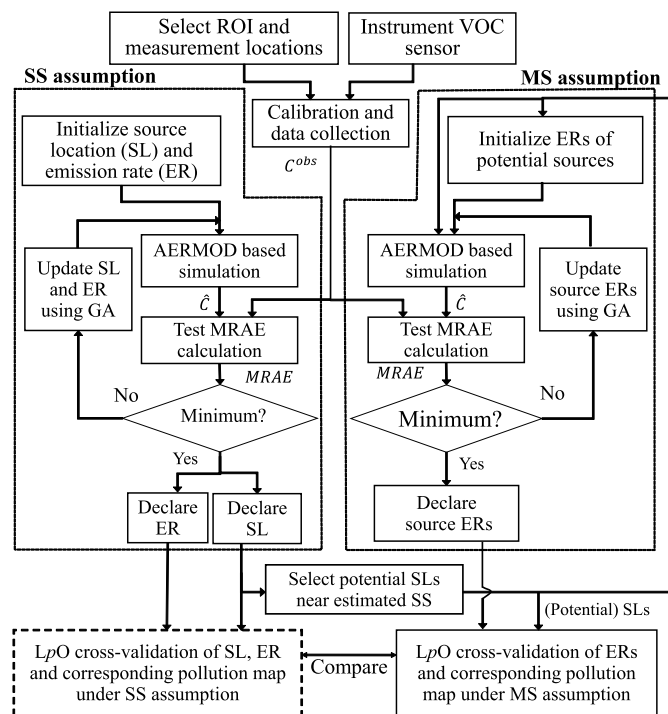 Select ROI and
measurement locations
Instrument VOC
sensor
SS assumption
MS assumption
Calibration and
data collection
C^obs
Initialize source
location (SL) and
emission rate (ER)
Initialize ERs of
potential sources
Update SL
and ER
using GA
AERMOD based
simulation
AERMOD based
simulation
Update
source ERs
using GA
Ĉ
Ĉ
Test MRAE
calculation
Test MRAE
calculation
MRAE
MRAE
No
Minimum?
Minimum?
No
Yes
Yes
Declare
ER
Declare
SL
Declare
source ERs
Select potential SLs
near estimated SS
(Potential) SLs
LpO cross-validation of SL, ER
and corresponding pollution map
under SS assumption
Compare
LpO cross-validation of ERs
and corresponding pollution
map under MS assumption